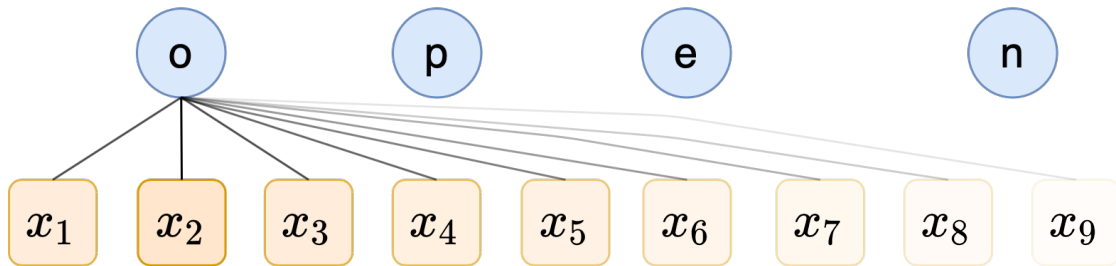 o p e n
x₁ x₂ x₃ x₄ x₅ x₆ x₇ x₈ x₉